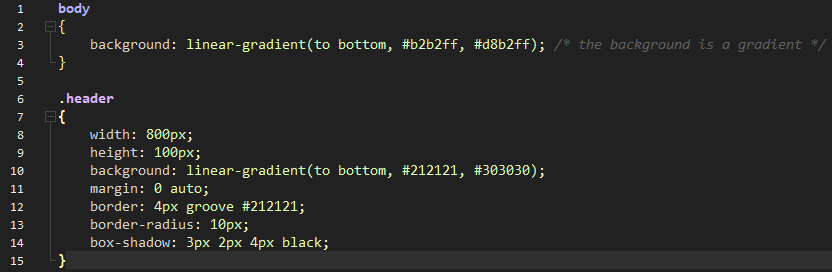 1 body
2 {
3 background: linear-gradient(to bottom, #b2b2ff, #d8b2ff); /* the background is a gradient */
4 }
5
6 .header
7 {
8 width: 800px;
9 height: 100px;
10 background: linear-gradient(to bottom, #212121, #303030);
11 margin: 0 auto;
12 border: 4px groove #212121;
13 border-radius: 10px;
14 box-shadow: 3px 2px 4px black;
15 }